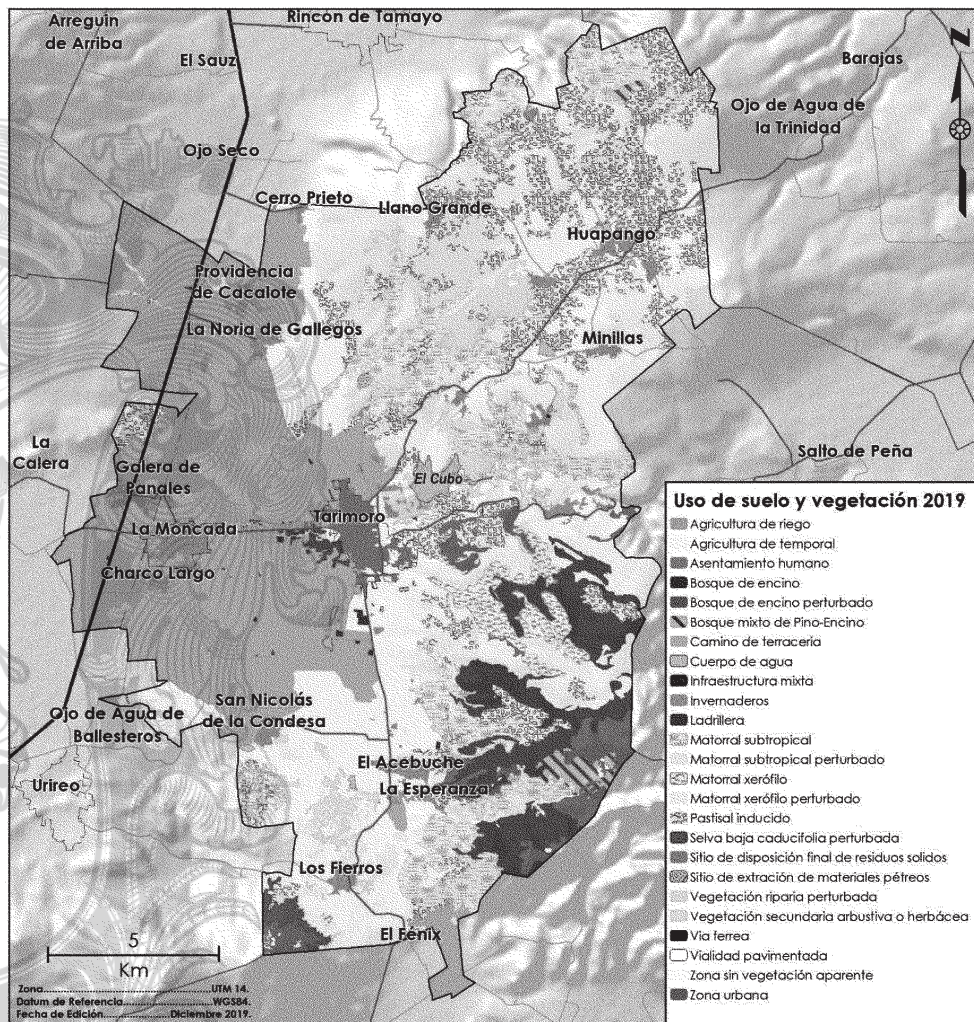 Arreguin
de Arriba
Rincón de Tamayo
El Sauz
Barajas
Ojo de Agua de
la Trinidad
Ojo Seco
Cerro Prieto
Llano Grande
Huapango
Providencia
de Cacalote
La Noria de Gallegos
Minillas
La
Calera
Galera de
Panales
Salto de Peña
El Cubo
Tarimoro
La Moncada
Charco Largo
San Nicolás
de la Condesa
Ojo de Agua de
Ballesteros
El Acebuche
La Esperanza
Urireo
Los Fierros
El Fénix
5
Km
Zona UTM 14.
Datum de Referencia WGS84.
Fecha de Edición Diciembre 2019.
Z
Uso de suelo y vegetación 2019
Agricultura de riego
Agricultura de temporal
Asentamiento humano
Bosque de encino
Bosque de encino perturbado
Bosque mixto de Pino-Encino
Camino de terraceria
Cuerpo de agua
Infraestructura mixta
Invernaderos
Ladrillera
Matorral subtropical
Matorral subtropical perturbado
Matorral xerófilo
Matorral xerófilo perturbado
Pastisal inducido
Selva baja caducifolia perturbada
Sitio de disposición final de residuos solidos
Sitio de extración de materiales pétreos
Vegetación riparia perturbada
Vegetación secundaria arbustiva o herbácea
Via ferrea
Vialidad pavimentada
Zona sin vegetación aparente
Zona urbana